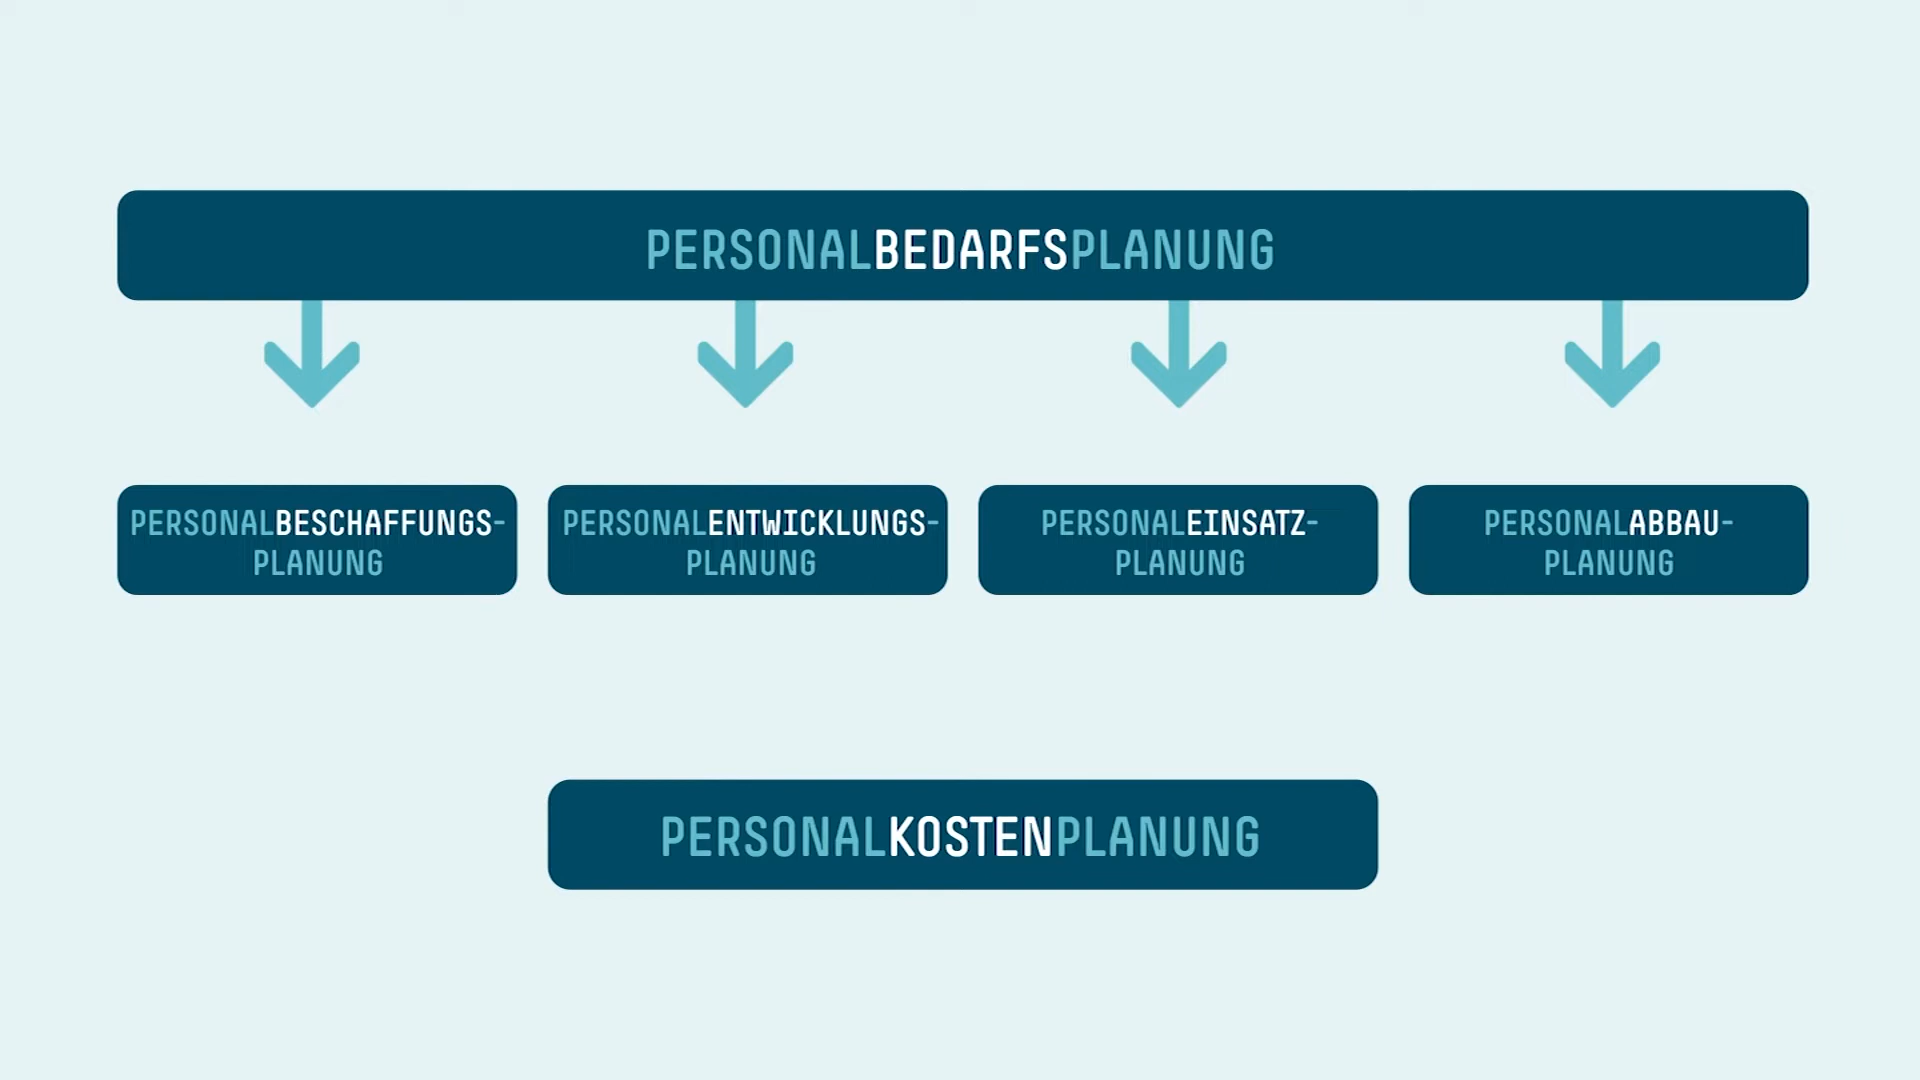 PERSONALBEDARFSPLANUNG
PERSONALBESCHAFFUNGS-
PLANUNG
PERSONALENTWICKLUNGS-
PLANUNG
PERSONALEINSATZ-
PLANUNG
PERSONALABBAU-
PLANUNG
PERSONALKOSTENPLANUNG